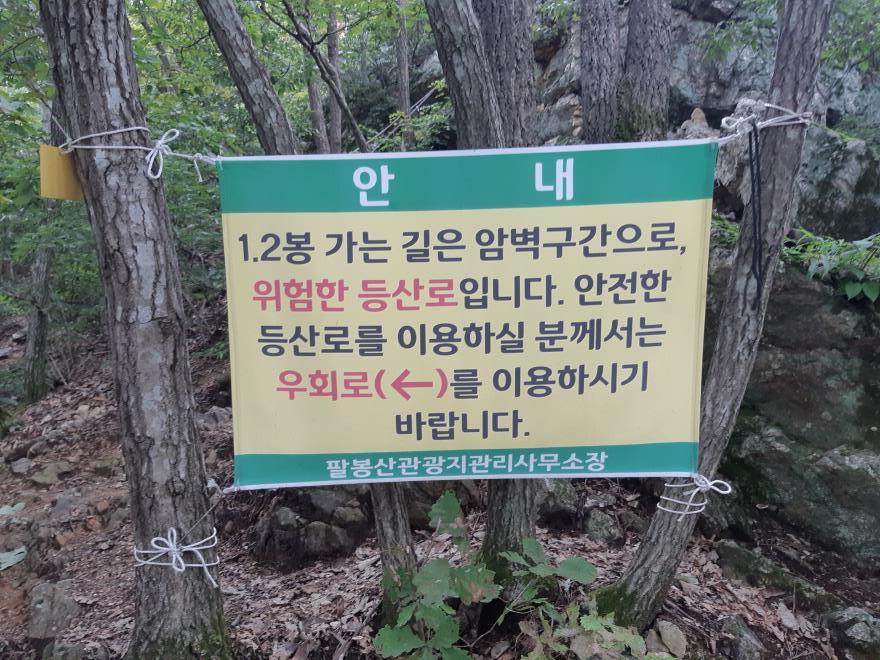 안 내
1.2봉 가는 길은 암벽구간으로,
위험한 등산로입니다. 안전한
등산로를 이용하실 분께서는
우회로(←)를 이용하시기
바랍니다.
팔봉산관광지관리사무소장